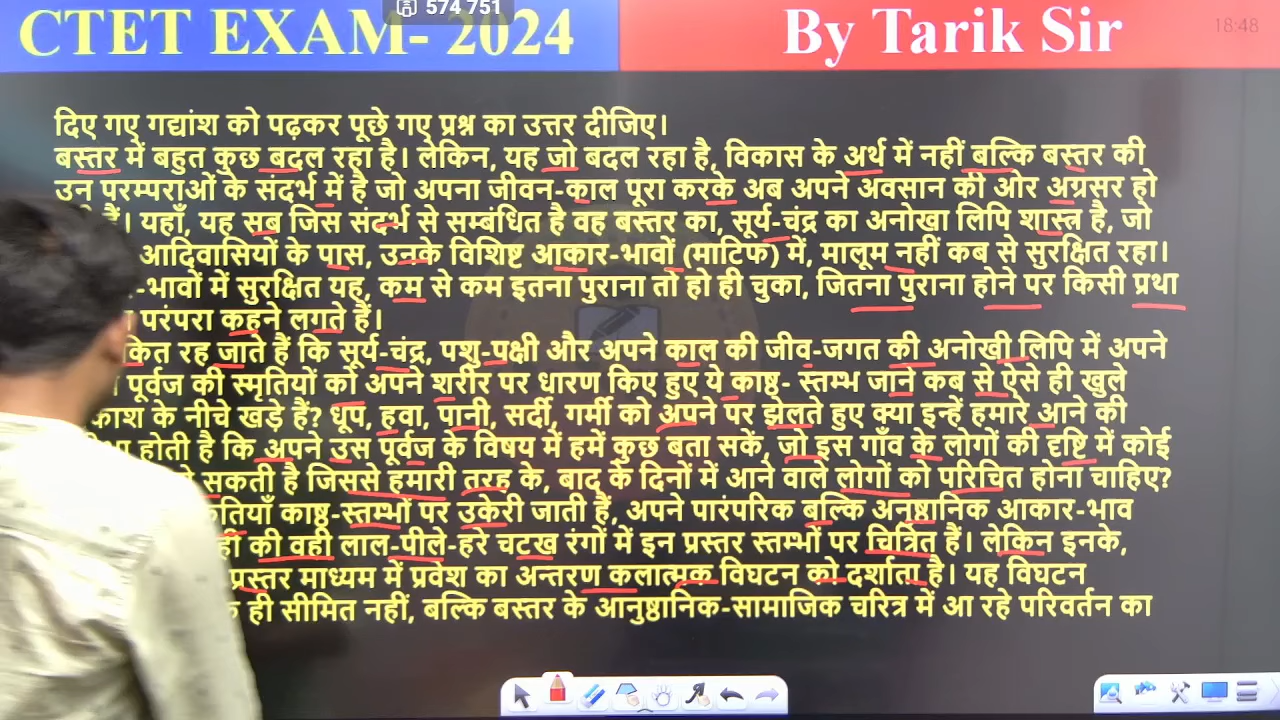 574 751
CTET EXAM- 2024
By Tarik Sir
18:48
दिए गए गद्यांश को पढ़कर पूछे गए प्रश्न का उत्तर दीजिए।
बस्तर में बहुत कुछ बदल रहा है। लेकिन, यह जो बदल रहा है, विकास के अर्थ में नहीं बल्कि बस्तर की
उन परम्पराओं के संदर्भ में है जो अपना जीवन-काल पूरा करके अब अपने अवसान की ओर अग्रसर हो
हैं। यहाँ, यह सब जिस संदर्भ से सम्बंधित है वह बस्तर का, सूर्य-चंद्र का अनोखा लिपि शास्त्र है, जो
आदिवासियों के पास, उनके विशिष्ट आकार-भावों (माटिफ) में, मालूम नहीं कब से सुरक्षित रहा।
-भावों में सुरक्षित यह, कम से कम इतना पुराना तो हो ही चुका, जितना पुराना होने पर किसी प्रथा
परंपरा कहने लगते हैं।
रह जाते हैं कि सूर्य-चंद्र, पशु-पक्षी और अपने काल की जीव-जगत की अनोखी लिपि में अपने
पूर्वज की स्मृतियों को अपने शरीर पर धारण किए हुए ये काष्ठ- स्तम्भ जाने कब से ऐसे ही खुले
के नीचे खड़े हैं? धूप, हवा, पानी, सर्दी, गर्मी को अपने पर झेलते हुए क्या इन्हें हमारे आने की
होती है कि अपने उस पूर्वज के विषय में हमें कुछ बता सकें, जो इस गाँव के लोगों की दृष्टि में कोई
सकती है जिससे हमारी तरह के, बाद के दिनों में आने वाले लोगों को परिचित होना चाहिए?
काष्ठ-स्तम्भों पर उकेरी जाती हैं, अपने पारंपरिक बल्कि अनुष्ठानिक आकार-भाव
की वही लाल-पीले-हरे चटख रंगों में इन प्रस्तर स्तम्भों पर चित्रित हैं। लेकिन इनके,
प्रस्तर माध्यम में प्रवेश का अन्तरण कलात्मक विघटन को दर्शाता है। यह विघटन
ही सीमित नहीं, बल्कि बस्तर के आनुष्ठानिक-सामाजिक चरित्र में आ रहे परिवर्तन का